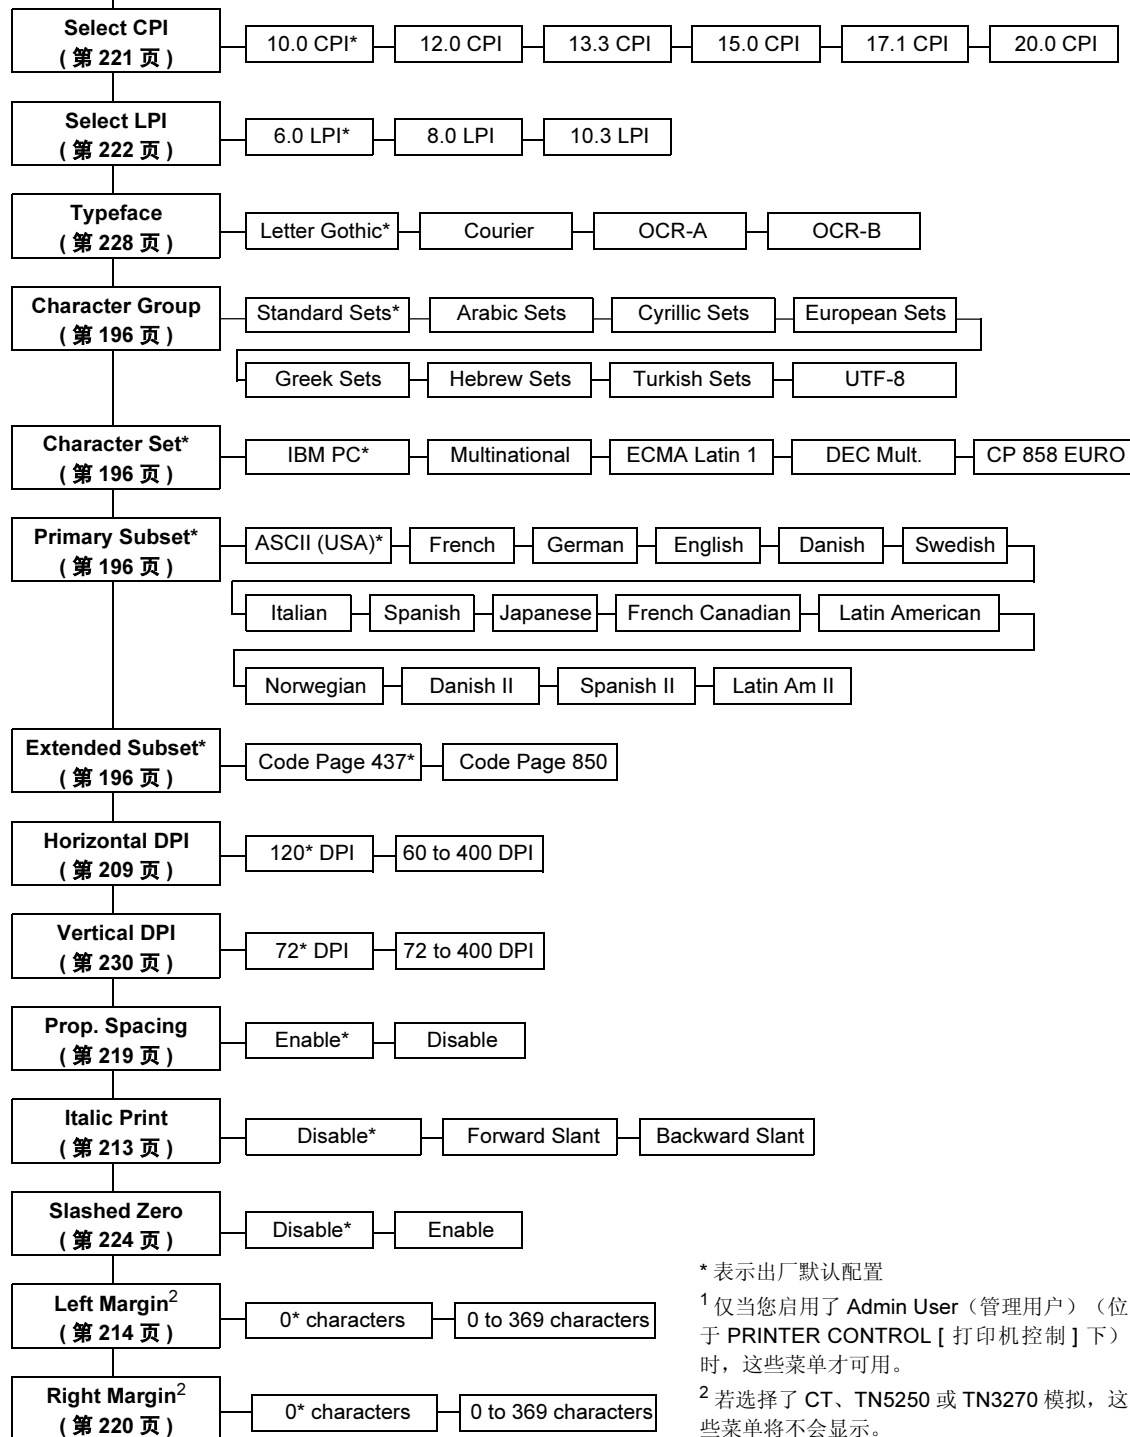 Select CPI
( 第 221 页 )
10.0 CPI* 12.0 CPI 13.3 CPI 15.0 CPI 17.1 CPI 20.0 CPI
Select LPI
( 第 222 页 )
6.0 LPI* 8.0 LPI 10.3 LPI
Typeface
( 第 228 页 )
Letter Gothic* Courier OCR-A OCR-B
Character Group
( 第 196 页 )
Standard Sets* Arabic Sets Cyrillic Sets European Sets
Greek Sets Hebrew Sets Turkish Sets UTF-8
Character Set*
( 第 196 页 )
IBM PC* Multinational ECMA Latin 1 DEC Mult. CP 858 EURO
Primary Subset*
( 第 196 页 )
ASCII (USA)* French German English Danish Swedish
Italian Spanish Japanese French Canadian Latin American
Norwegian Danish II Spanish II Latin Am II
Extended Subset*
( 第 196 页 )
Code Page 437* Code Page 850
Horizontal DPI
( 第 209 页 )
120* DPI 60 to 400 DPI
Vertical DPI
( 第 230 页 )
72* DPI 72 to 400 DPI
Prop. Spacing
( 第 219 页 )
Enable* Disable
Italic Print
( 第 213 页 )
Disable* Forward Slant Backward Slant
Slashed Zero
( 第 224 页 )
Disable* Enable
Left Margin²
( 第 214 页 )
0* characters 0 to 369 characters
Right Margin²
( 第 220 页 )
0* characters 0 to 369 characters
* 表示出厂默认配置
¹ 仅当您启用了 Admin User（管理用户）（位
于 PRINTER CONTROL [ 打印机控制 ] 下）
时，这些菜单才可用。
² 若选择了 CT、TN5250 或 TN3270 模拟，这
些菜单将不会显示。